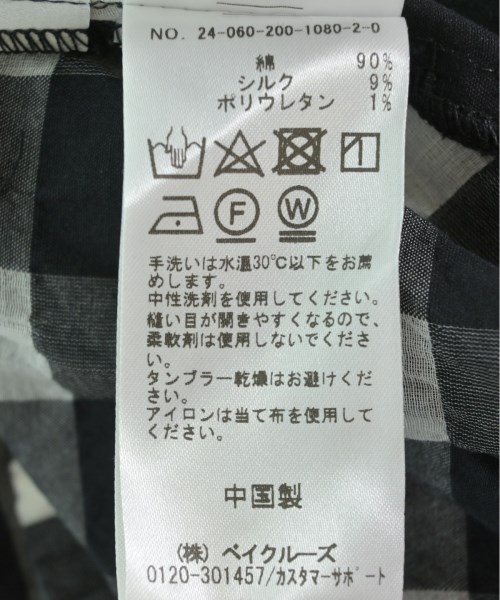 NO. 24-060-200-1080-2-0
綿 90%
シルク 9%
ポリウレタン 1%
F W
手洗いは水温30℃以下をお薦
めします。
中性洗剤を使用してください。
縫い目が開きやすくなるので、
柔軟剤は使用しないでくださ
い。
タンブラー乾燥はお避けくだ
さい。
アイロンは当て布を使用して
ください。
中国製
(株) ベイクルーズ
0120-301457/カスタマーサポート